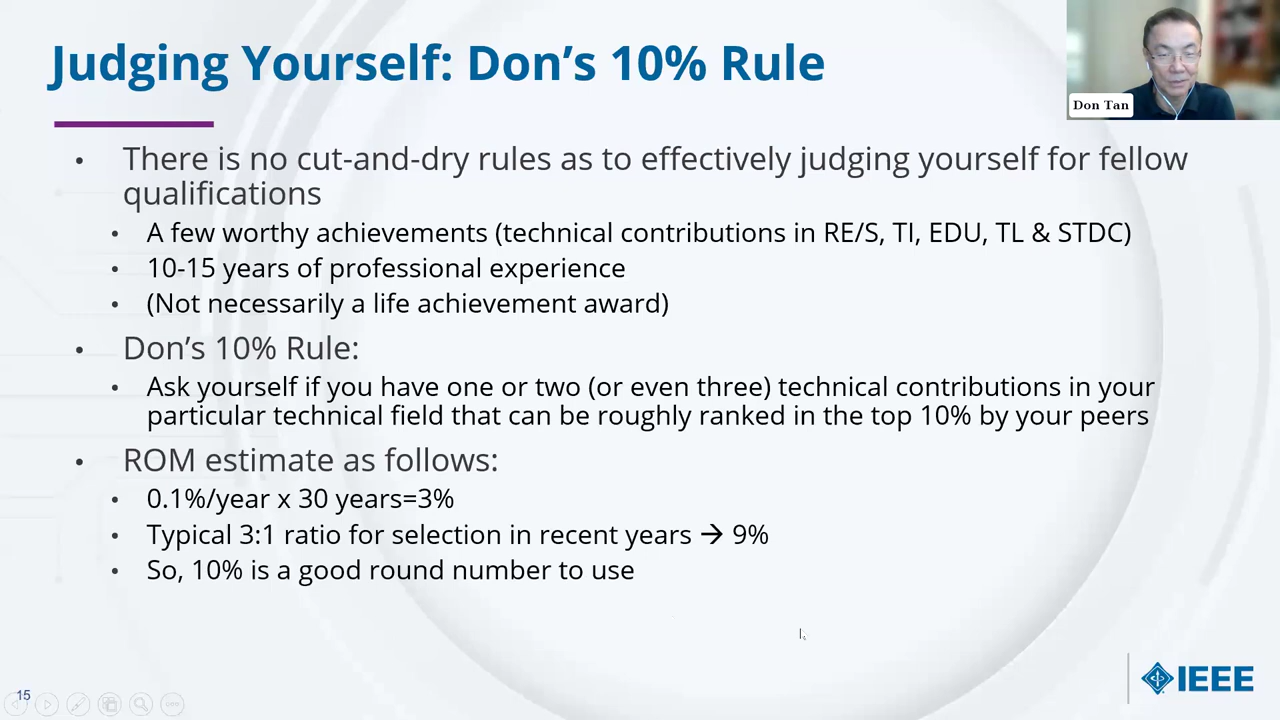 Judging Yourself: Don's 10% Rule
Don Tan
• There is no cut-and-dry rules as to effectively judging yourself for fellow
qualifications
• A few worthy achievements (technical contributions in RE/S, TI, EDU, TL & STDC)
• 10-15 years of professional experience
• (Not necessarily a life achievement award)
• Don's 10% Rule:
• Ask yourself if you have one or two (or even three) technical contributions in your
particular technical field that can be roughly ranked in the top 10% by your peers
• ROM estimate as follows:
• 0.1%/year x 30 years=3%
• Typical 3:1 ratio for selection in recent years → 9%
• So, 10% is a good round number to use
15
IEEE